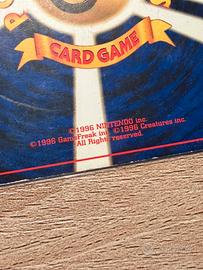 CARD GAME
©1996 NINTENDO inc.
©1996 GameFreak inc. ©1996 Creatures inc.
All Rights reserved.